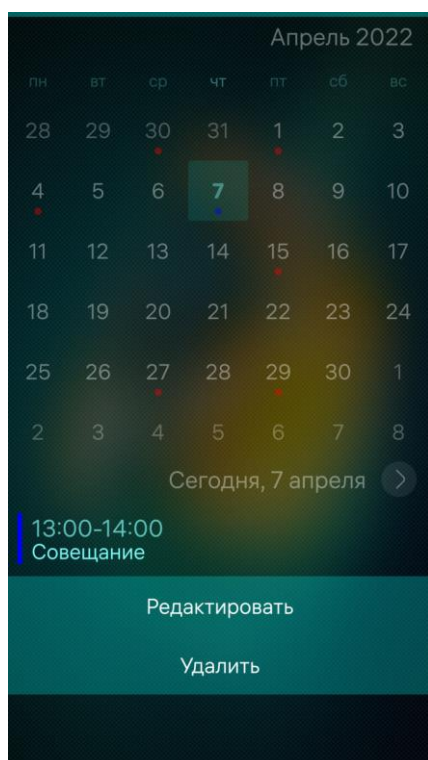 Апрель 2022
пн вт ср чт пт сб вс
28 29 30 31 1 2 3
4 5 6 7 8 9 10
11 12 13 14 15 16 17
18 19 20 21 22 23 24
25 26 27 28 29 30 1
2 3 4 5 6 7 8
Сегодня, 7 апреля
13:00-14:00
Совещание
Редактировать
Удалить